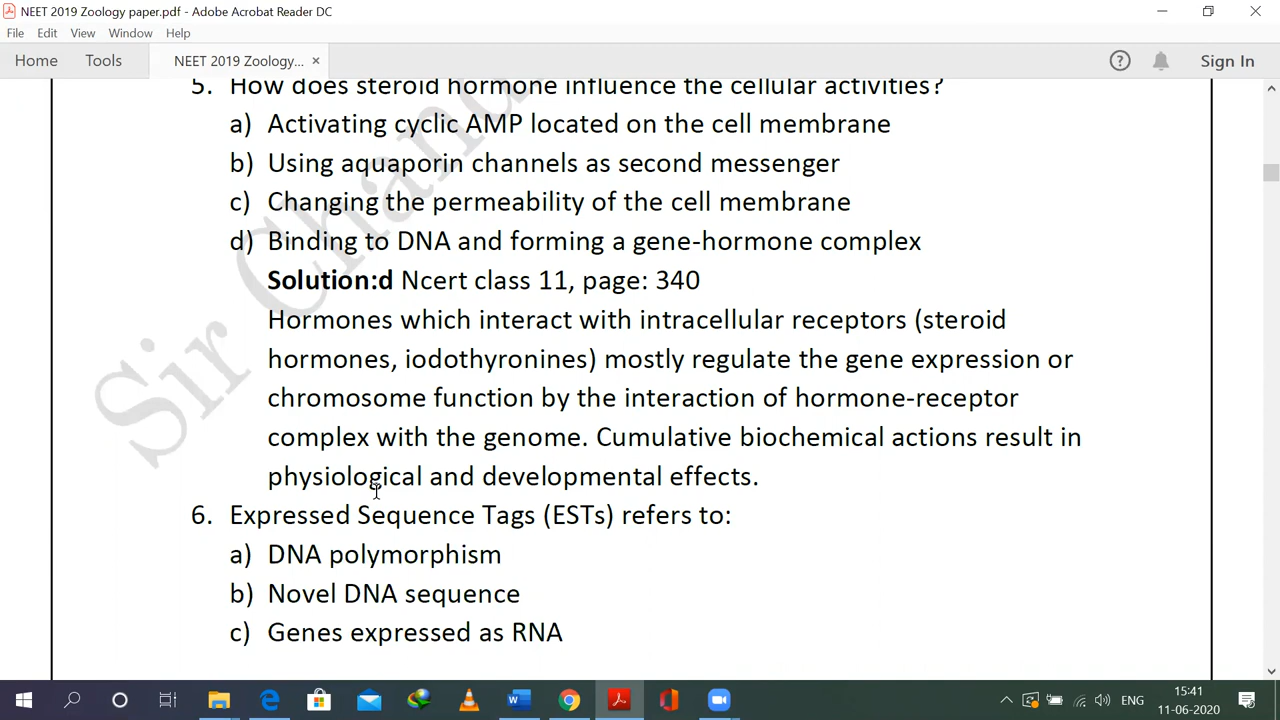 NEET 2019 Zoology paper.pdf - Adobe Acrobat Reader DC
File Edit View Window Help
Home Tools NEET 2019 Zoology... × Sign In
5. How does steroid hormone influence the cellular activities?
a) Activating cyclic AMP located on the cell membrane
b) Using aquaporin channels as second messenger
c) Changing the permeability of the cell membrane
d) Binding to DNA and forming a gene-hormone complex
Solution:d Ncert class 11, page: 340
Hormones which interact with intracellular receptors (steroid
hormones, iodothyronines) mostly regulate the gene expression or
chromosome function by the interaction of hormone-receptor
complex with the genome. Cumulative biochemical actions result in
physiological and developmental effects.
6. Expressed Sequence Tags (ESTs) refers to:
a) DNA polymorphism
b) Novel DNA sequence
c) Genes expressed as RNA
Sir Chand
ENG
15:41
11-06-2020